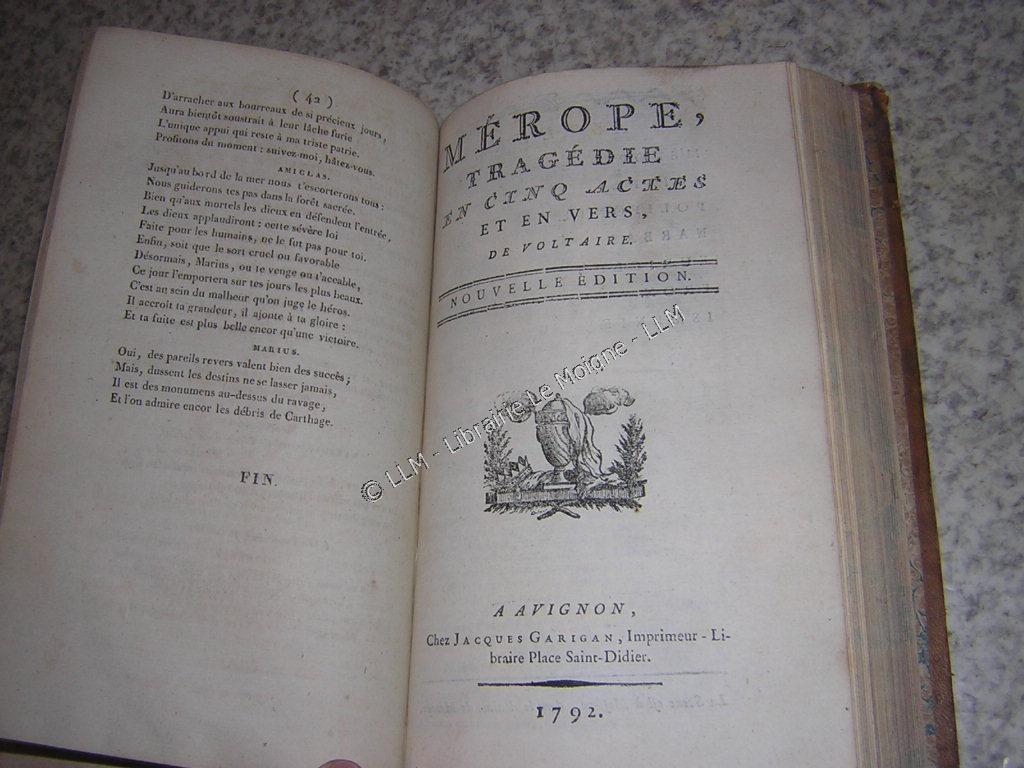 ( 42 )
D'arracher aux bourreaux de si précieux jours,
Aura bientôt soustrait à leur lâche furie
L'unique appui qui reste à ma triste patrie.
Profitons du moment : suivez-moi, hâtez-vous.
AMICLAS.
Jusqu'au bord de la mer nous t'escorterons tous :
Nous guiderons tes pas dans la forêt sacrée.
Bien qu'aux mortels les dieux en défendent l'entrée,
Les dieux applaudiront : cette sévère loi
Faite pour les humains, ne le fut pas pour toi.
Enfin, soit que le sort cruel ou favorable
Désormais, Marius, ou te venge ou t'accable,
Ce jour l'emportera sur tes jours les plus beaux.
C'est au sein du malheur qu'on juge le héros.
Il accroît ta grandeur, il ajoute à ta gloire :
Et ta fuite est plus belle encor qu'une victoire.
MARIUS.
Oui, des pareils revers valent bien des succès ;
Mais, dussent les destins ne se lasser jamais,
Il est des monumens au-dessus du ravage ;
Et l'on admire encor les débris de Carthage.
FIN.
MÉROPE,
TRAGÉDIE
EN CINQ ACTES
ET EN VERS,
DE VOLTAIRE.
NOUVELLE ÉDITION.
© LLM - Librairie Le Moigne - LLM
A AVIGNON,
Chez JACQUES GARIGAN, Imprimeur - Li-
braire Place Saint-Didier.
1792.